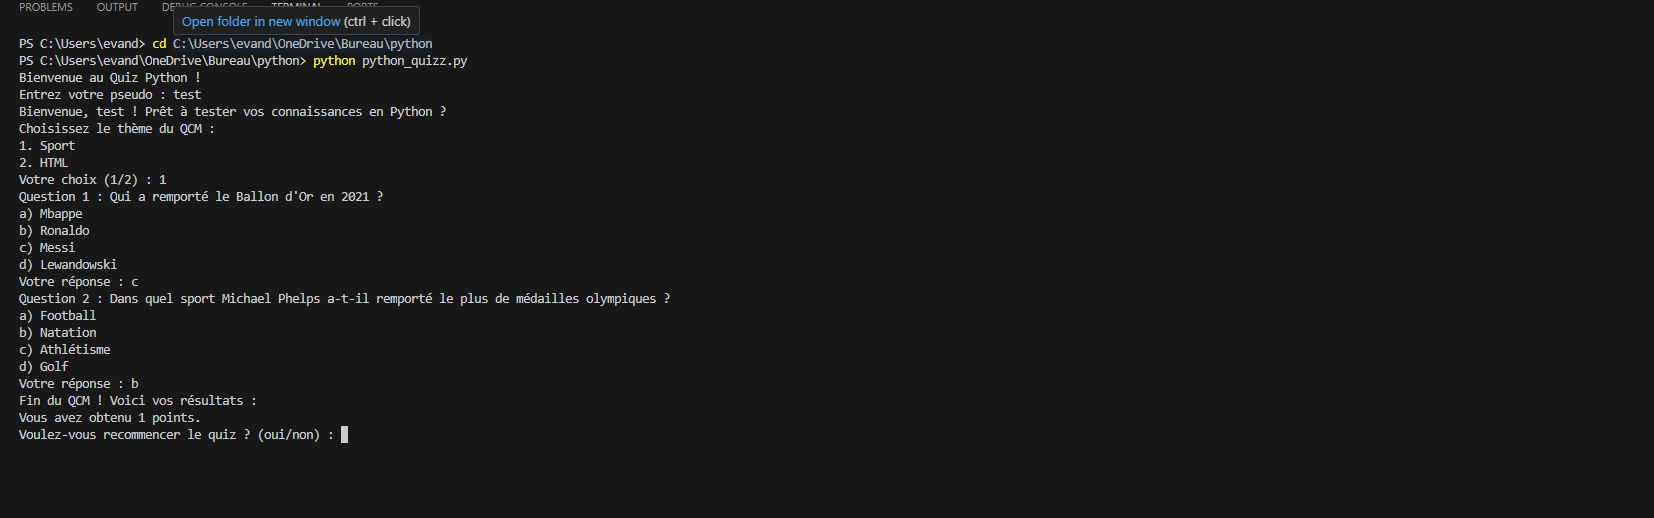 PROBLEMS OUTPUT DEBUG CONSOLE TERMINAL PORTS
Open folder in new window (ctrl + click)
PS C:\Users\evand> cd C:\Users\evand\OneDrive\Bureau\python
PS C:\Users\evand\OneDrive\Bureau\python> python python_quizz.py
Bienvenue au Quiz Python !
Entrez votre pseudo : test
Bienvenue, test ! Prêt à tester vos connaissances en Python ?
Choisissez le thème du QCM :
1. Sport
2. HTML
Votre choix (1/2) : 1
Question 1 : Qui a remporté le Ballon d'Or en 2021 ?
a) Mbappe
b) Ronaldo
c) Messi
d) Lewandowski
Votre réponse : c
Question 2 : Dans quel sport Michael Phelps a-t-il remporté le plus de médailles olympiques ?
a) Football
b) Natation
c) Athlétisme
d) Golf
Votre réponse : b
Fin du QCM ! Voici vos résultats :
Vous avez obtenu 1 points.
Voulez-vous recommencer le quiz ? (oui/non) :